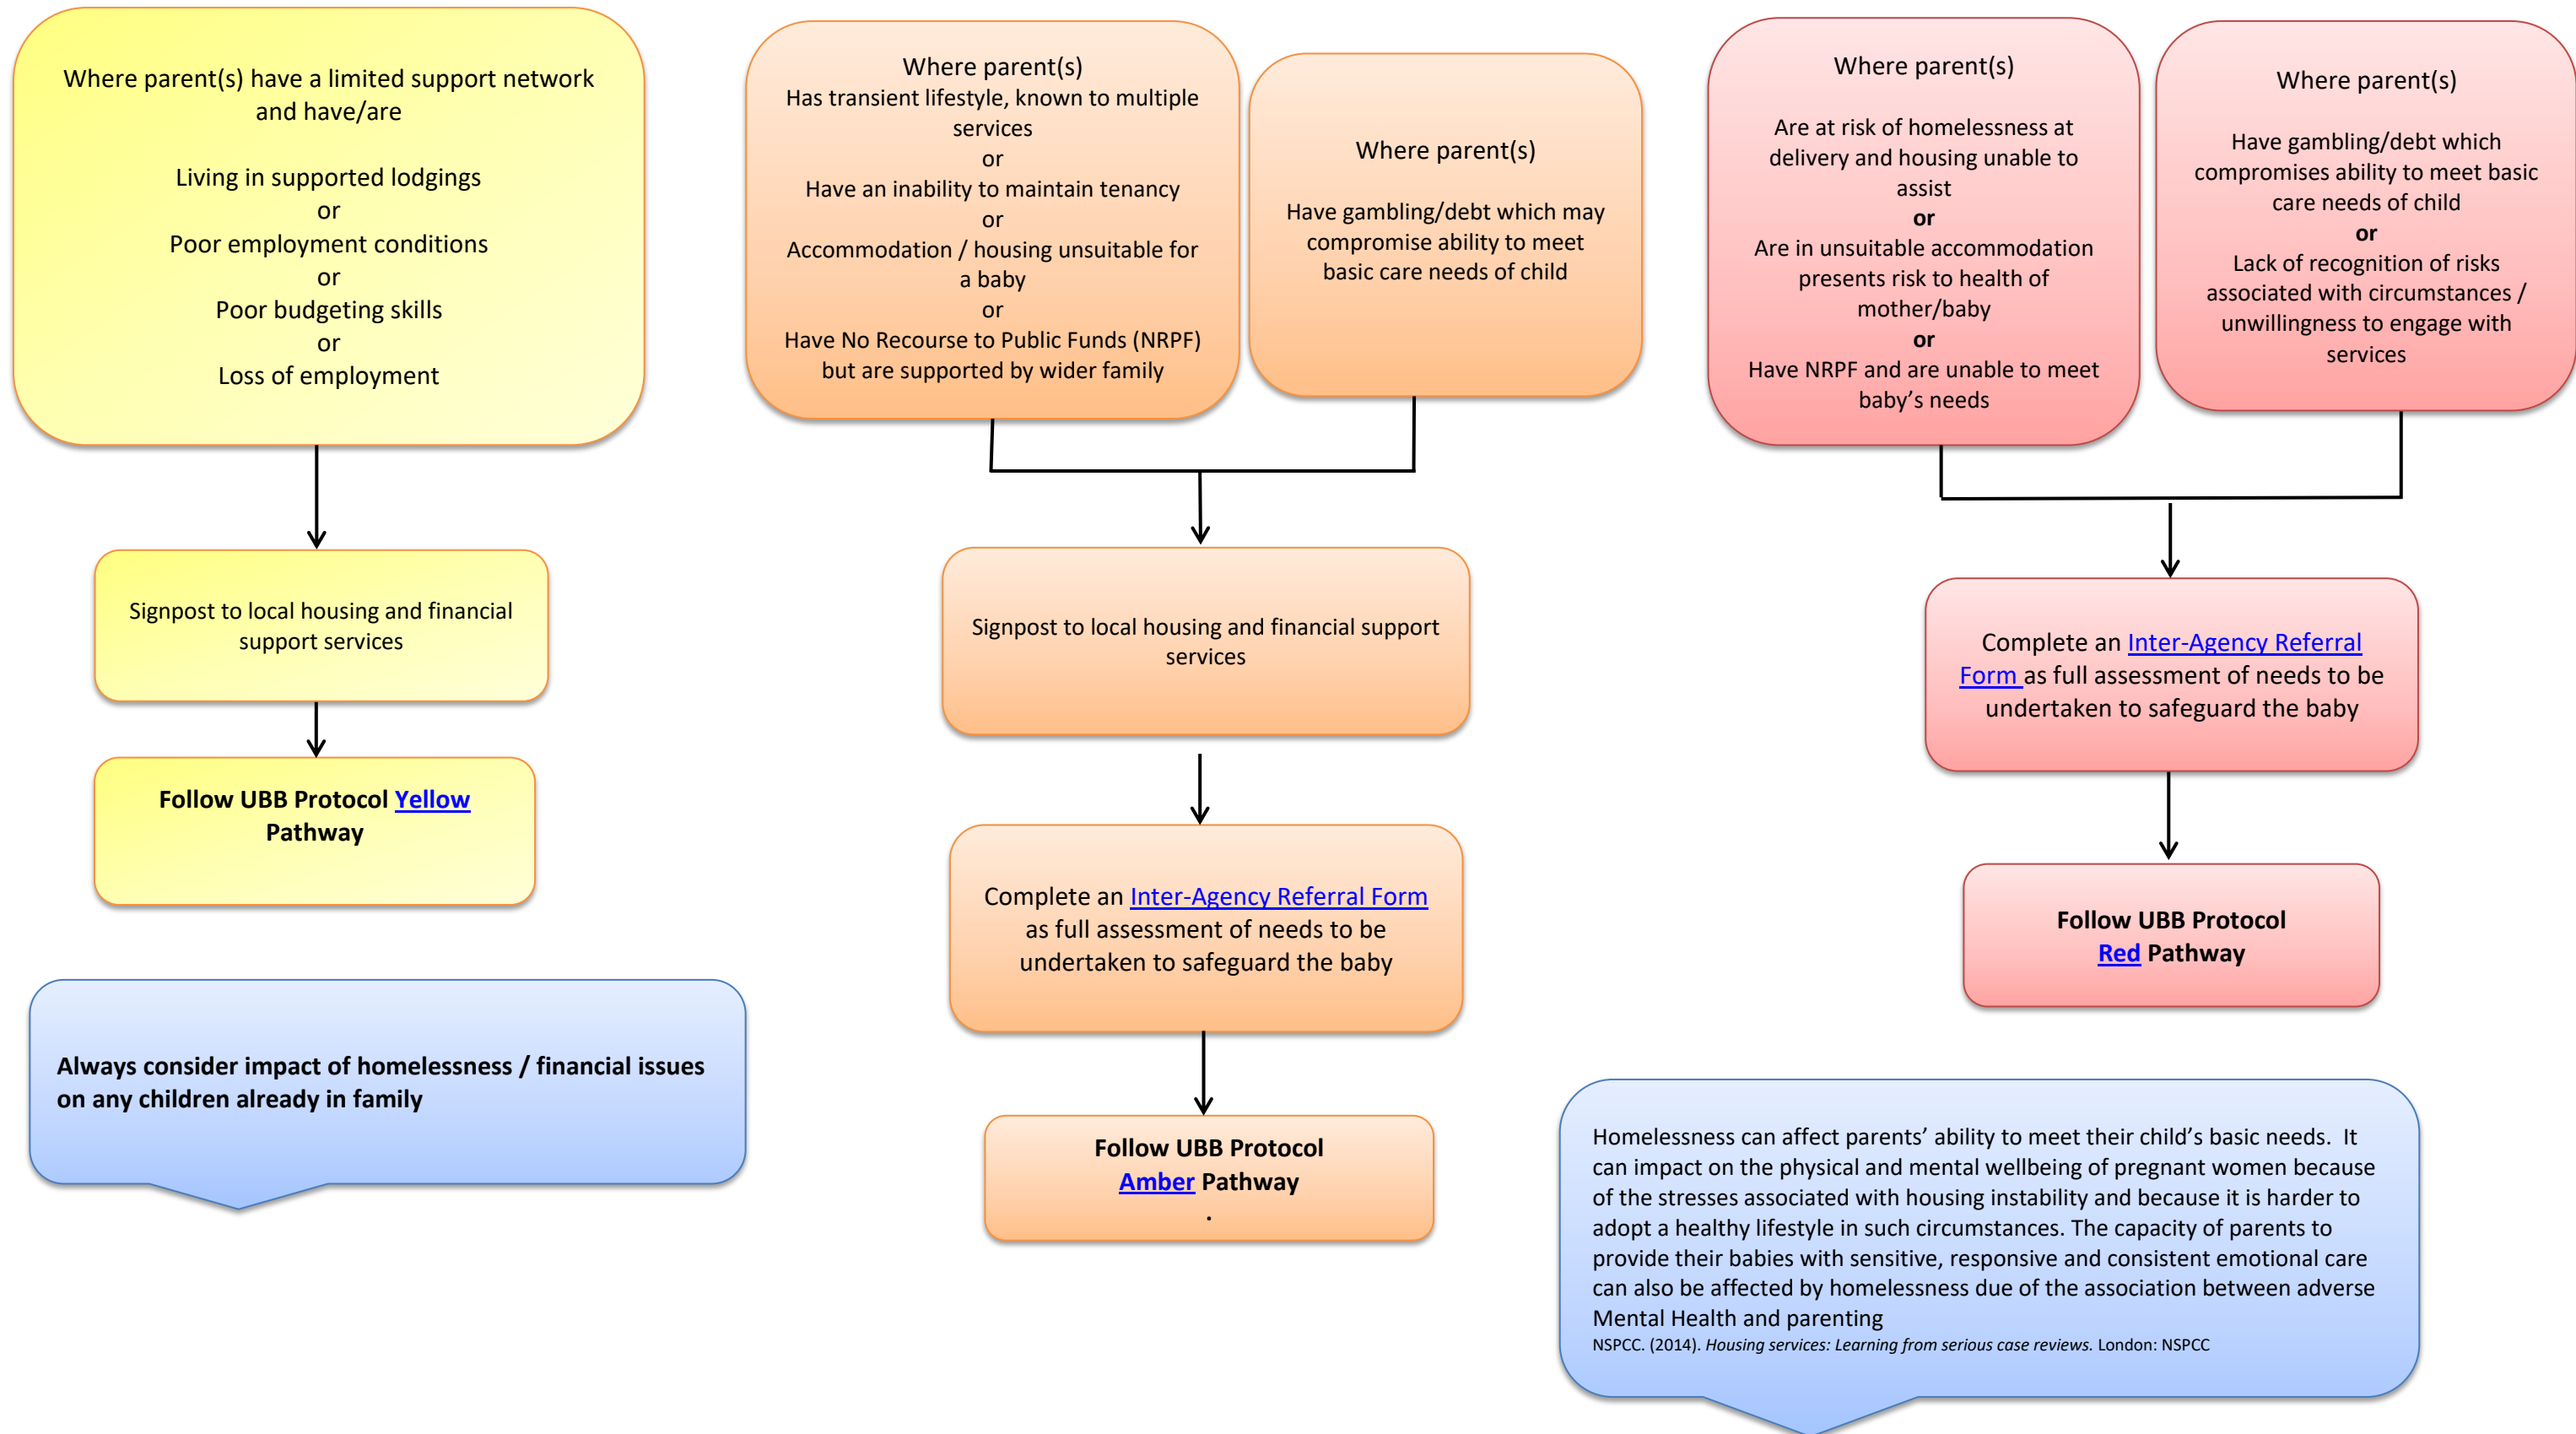 Where parent(s) have a limited support network
and have/are
Living in supported lodgings
or
Poor employment conditions
or
Poor budgeting skills
or
Loss of employment
Signpost to local housing and financial
support services
Follow UBB Protocol Yellow
Pathway
Always consider impact of homelessness / financial issues
on any children already in family
Where parent(s)
Has transient lifestyle, known to multiple
services
or
Have an inability to maintain tenancy
or
Accommodation / housing unsuitable for
a baby
or
Have No Recourse to Public Funds (NRPF)
but are supported by wider family
Where parent(s)
Have gambling/debt which may
compromise ability to meet
basic care needs of child
Signpost to local housing and financial support
services
Complete an Inter-Agency Referral Form
as full assessment of needs to be
undertaken to safeguard the baby
Follow UBB Protocol
Amber Pathway
.
Where parent(s)
Are at risk of homelessness at
delivery and housing unable to
assist
or
Are in unsuitable accommodation
presents risk to health of
mother/baby
or
Have NRPF and are unable to meet
baby’s needs
Where parent(s)
Have gambling/debt which
compromises ability to meet basic
care needs of child
or
Lack of recognition of risks
associated with circumstances /
unwillingness to engage with
services
Complete an Inter-Agency Referral
Form as full assessment of needs to be
undertaken to safeguard the baby
Follow UBB Protocol
Red Pathway
Homelessness can affect parents’ ability to meet their child’s basic needs.  It
can impact on the physical and mental wellbeing of pregnant women because
of the stresses associated with housing instability and because it is harder to
adopt a healthy lifestyle in such circumstances. The capacity of parents to
provide their babies with sensitive, responsive and consistent emotional care
can also be affected by homelessness due of the association between adverse
Mental Health and parenting
NSPCC. (2014). Housing services: Learning from serious case reviews. London: NSPCC